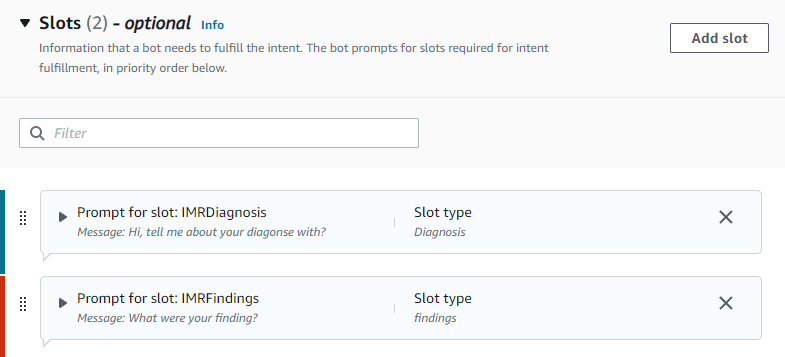 Slots (2) - optional Info
Information that a bot needs to fulfill the intent. The bot prompts for slots required for intent
fulfillment, in priority order below.
Add slot
Filter
Prompt for slot: IMRDiagnosis
Message: Hi, tell me about your diagonse with?
Slot type
Diagnosis
Prompt for slot: IMRFindings
Message: What were your finding?
Slot type
findings